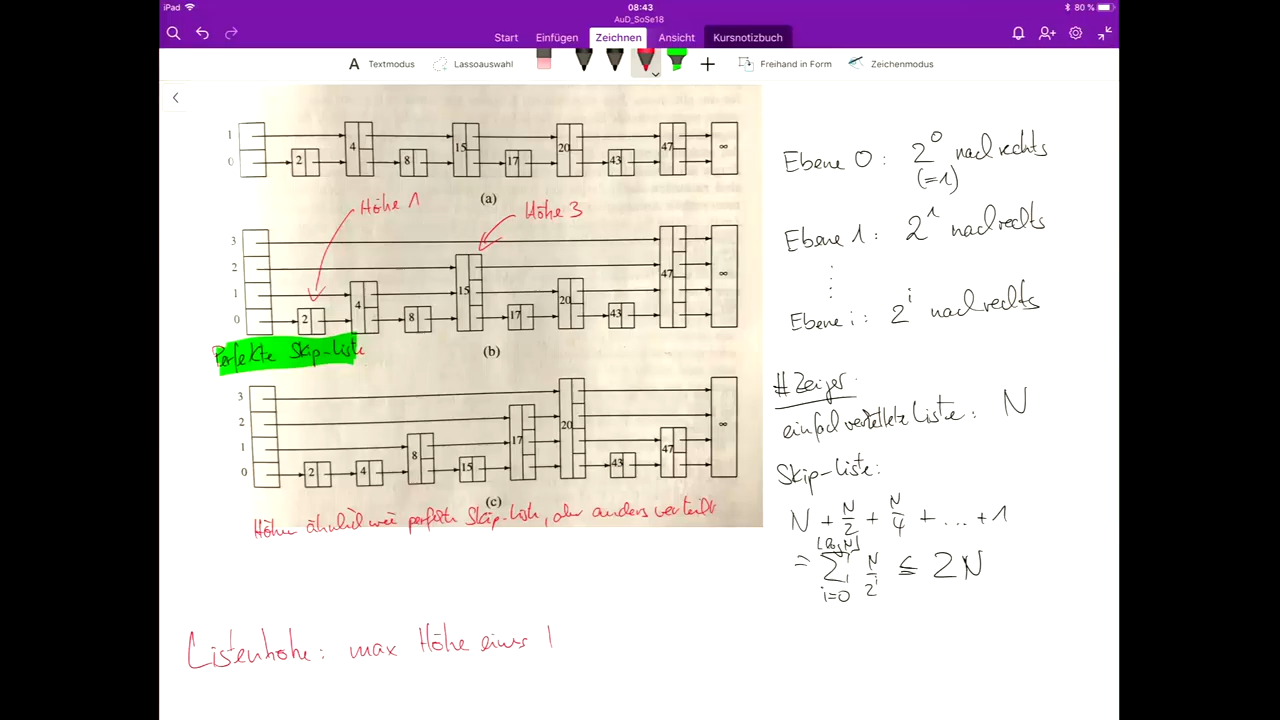 iPad 08:43 80 %
AuD_SoSe18
Start Einfügen Zeichnen Ansicht Kursnotizbuch
A Textmodus Lassoauswahl Freihand in Form Zeichenmodus
1
0
2 4 8 15 17 20 43 47 ∞
(a)
Höhe 1
Höhe 3
3
2
1
0
2 4 8 15 17 20 43 47 ∞
Perfekte Skip-Liste
(b)
3
2
1
0
2 4 8 15 17 20 43 47 ∞
(c)
Höhen ähnlich wie perfekte Skip-Liste, aber anders verteilt
Ebene 0: 2^0 nach rechts
(=1)
Ebene 1: 2^1 nach rechts
Ebene i: 2^i nach rechts
#Zeiger:
einfach verkettete Liste: N
Skip-Liste:
N + N/2 + N/4 + ... + 1
= ∑_{i=0}^{⌊log N⌋} N/2^i ≤ 2N
Listenhöhe: max Höhe eines